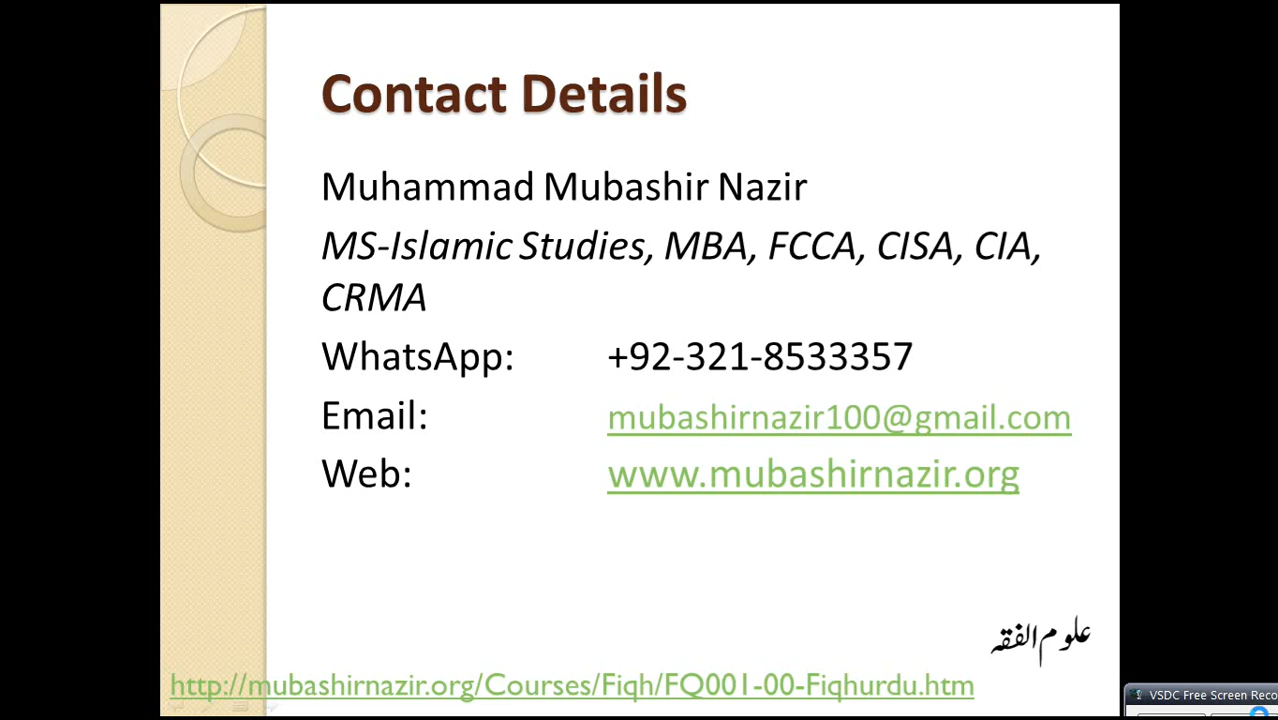 Contact Details
Muhammad Mubashir Nazir
MS-Islamic Studies, MBA, FCCA, CISA, CIA,
CRMA
WhatsApp: +92-321-8533357
Email: mubashirnazir100@gmail.com
Web: www.mubashirnazir.org
علوم الفقہ
http://mubashirnazir.org/Courses/Fiqh/FQ001-00-Fiqhurdu.htm
VSDC Free Screen Reco